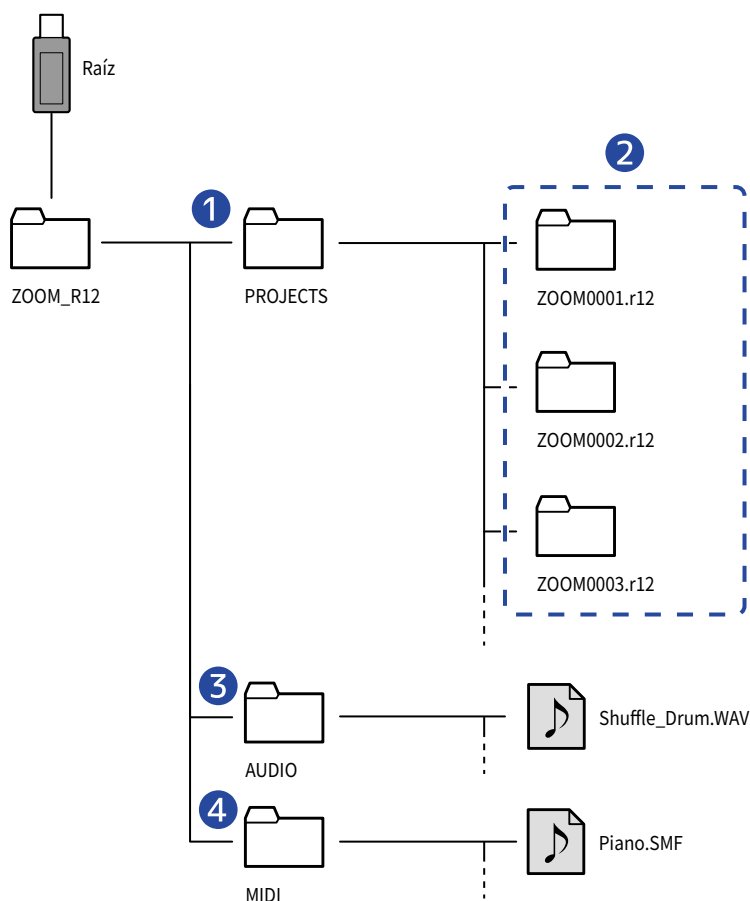 Raíz
2
1
ZOOM_R12
PROJECTS
ZOOM0001.r12
ZOOM0002.r12
ZOOM0003.r12
3
Shuffle_Drum.WAV
AUDIO
4
Piano.SMF
MIDI